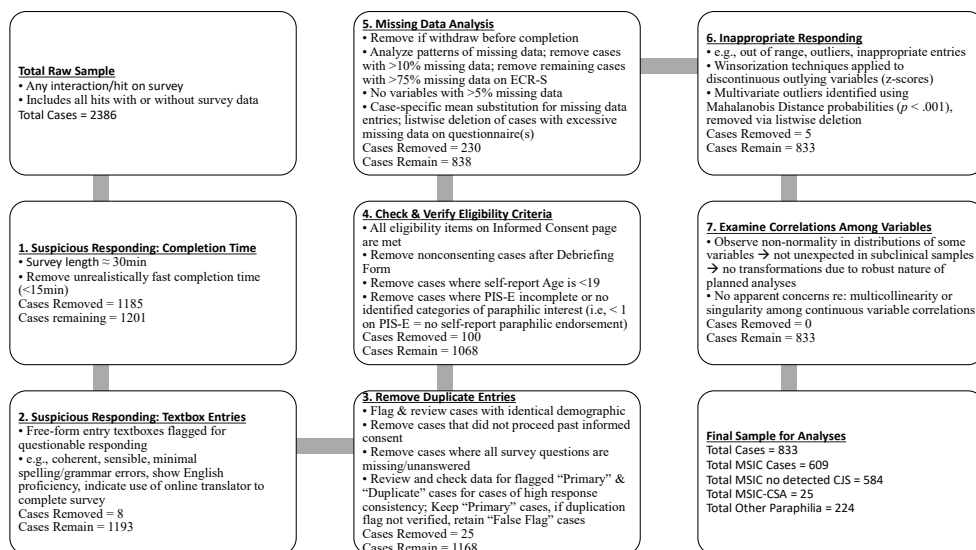 Total Raw Sample
• Any interaction/hit on survey
• Includes all hits with or without survey data
Total Cases = 2386
1. Suspicious Responding: Completion Time
• Survey length ≈ 30min
• Remove unrealistically fast completion time
(<15min)
Cases Removed = 1185
Cases remaining = 1201
2. Suspicious Responding: Textbox Entries
• Free-form entry textboxes flagged for
questionable responding
• e.g., coherent, sensible, minimal
spelling/grammar errors, show English
proficiency, indicate use of online translator to
complete survey
Cases Removed = 8
Cases Remain = 1193
3. Remove Duplicate Entries
• Flag & review cases with identical demographic
• Remove cases that did not proceed past informed
consent
• Remove cases where all survey questions are
missing/unanswered
• Review and check data for flagged “Primary” &
“Duplicate” cases for cases of high response
consistency; Keep “Primary” cases, if duplication
flag not verified, retain “False Flag” cases
Cases Removed = 25
Cases Remain = 1168
4. Check & Verify Eligibility Criteria
• All eligibility items on Informed Consent page
are met
• Remove nonconsenting cases after Debriefing
Form
• Remove cases where self-report Age is <19
• Remove cases where PIS-E incomplete or no
identified categories of paraphilic interest (i.e, < 1
on PIS-E = no self-report paraphilic endorsement)
Cases Removed = 100
Cases Remain = 1068
5. Missing Data Analysis
• Remove if withdraw before completion
• Analyze patterns of missing data; remove cases
with >10% missing data; remove remaining cases
with >75% missing data on ECR-S
• No variables with >5% missing data
• Case-specific mean substitution for missing data
entries; listwise deletion of cases with excessive
missing data on questionnaire(s)
Cases Removed = 230
Cases Remain = 838
6. Inappropriate Responding
• e.g., out of range, outliers, inappropriate entries
• Winsorization techniques applied to
discontinuous outlying variables (z-scores)
• Multivariate outliers identified using
Mahalanobis Distance probabilities (p < .001),
removed via listwise deletion
Cases Removed = 5
Cases Remain = 833
7. Examine Correlations Among Variables
• Observe non-normality in distributions of some
variables → not unexpected in subclinical samples
→ no transformations due to robust nature of
planned analyses
• No apparent concerns re: multicollinearity or
singularity among continuous variable correlations
Cases Removed = 0
Cases Remain = 833
Final Sample for Analyses
Total Cases = 833
Total MSIC Cases = 609
Total MSIC no detected CJS = 584
Total MSIC-CSA = 25
Total Other Paraphilia = 224